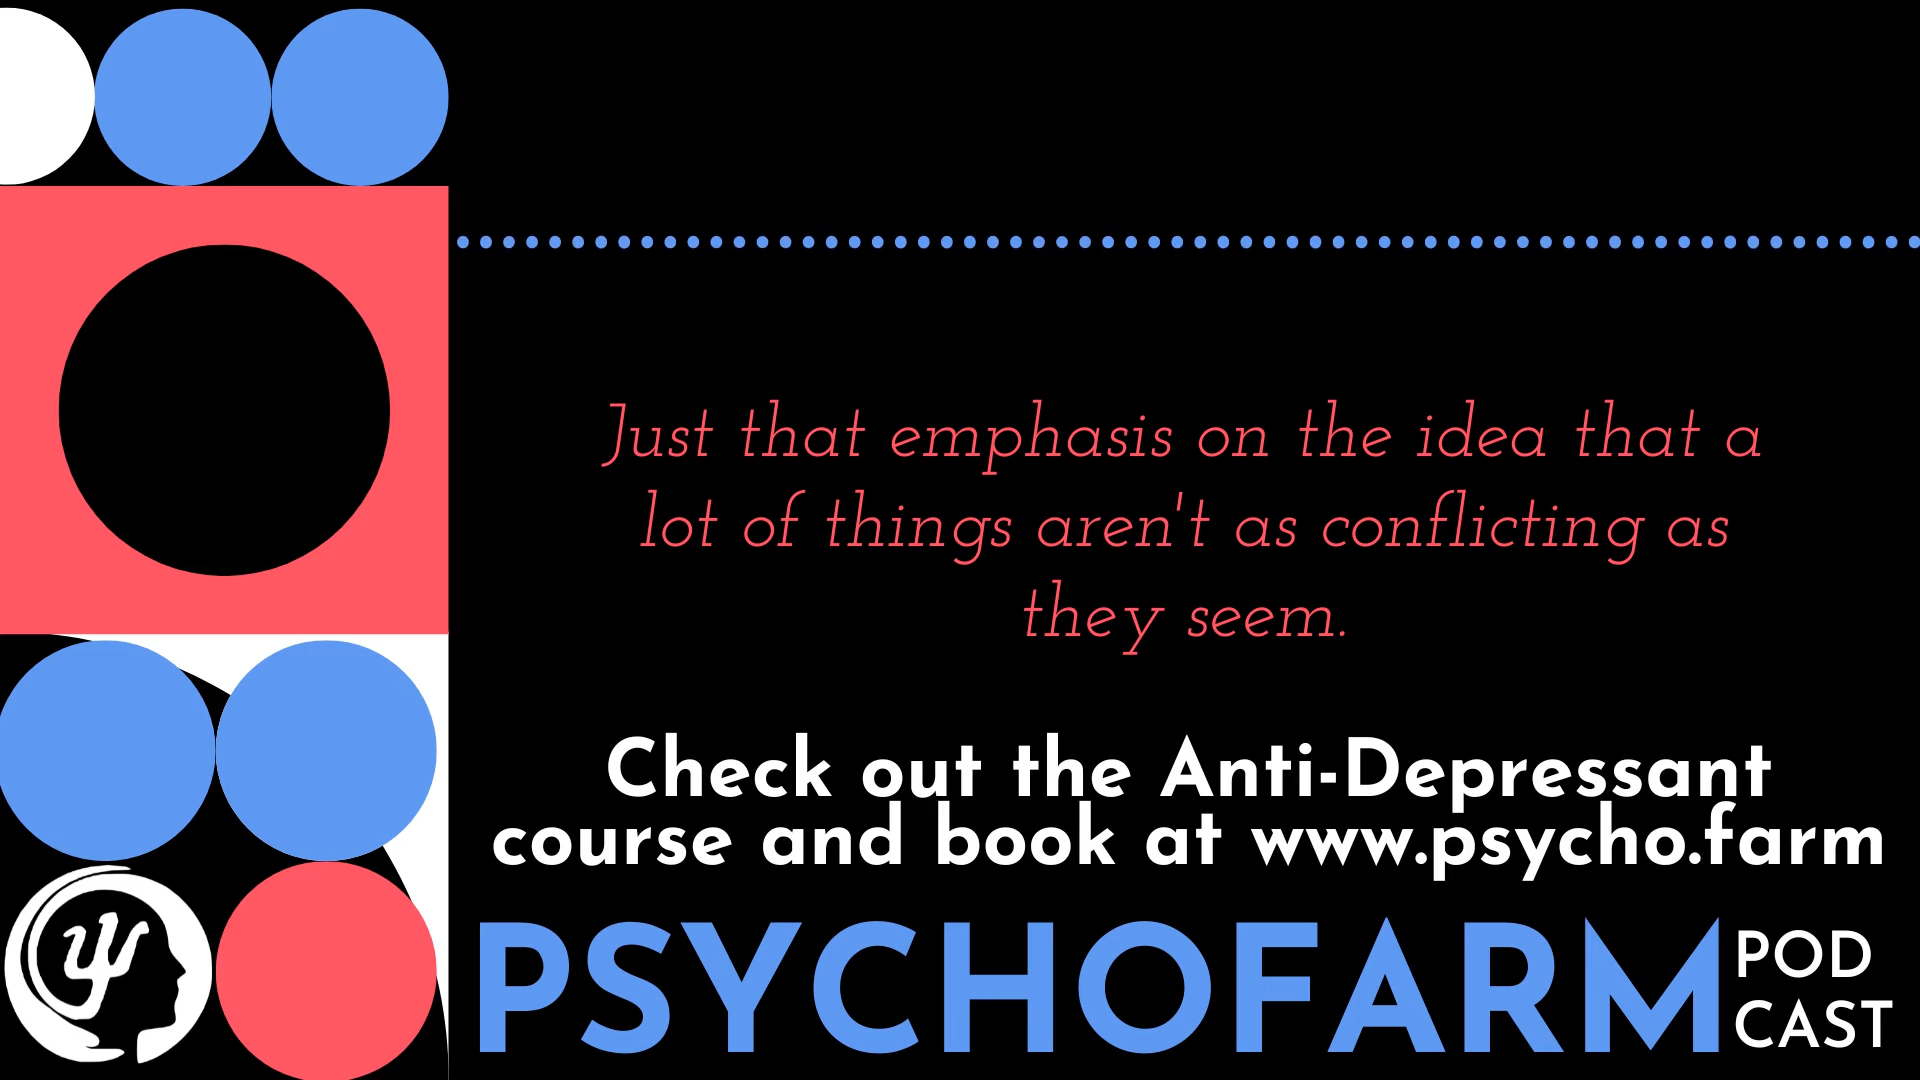 Just that emphasis on the idea that a
lot of things aren't as conflicting as
they seem.
Check out the Anti-Depressant
course and book at www.psycho.farm
PSYCHOFARM
POD
CAST
ψ